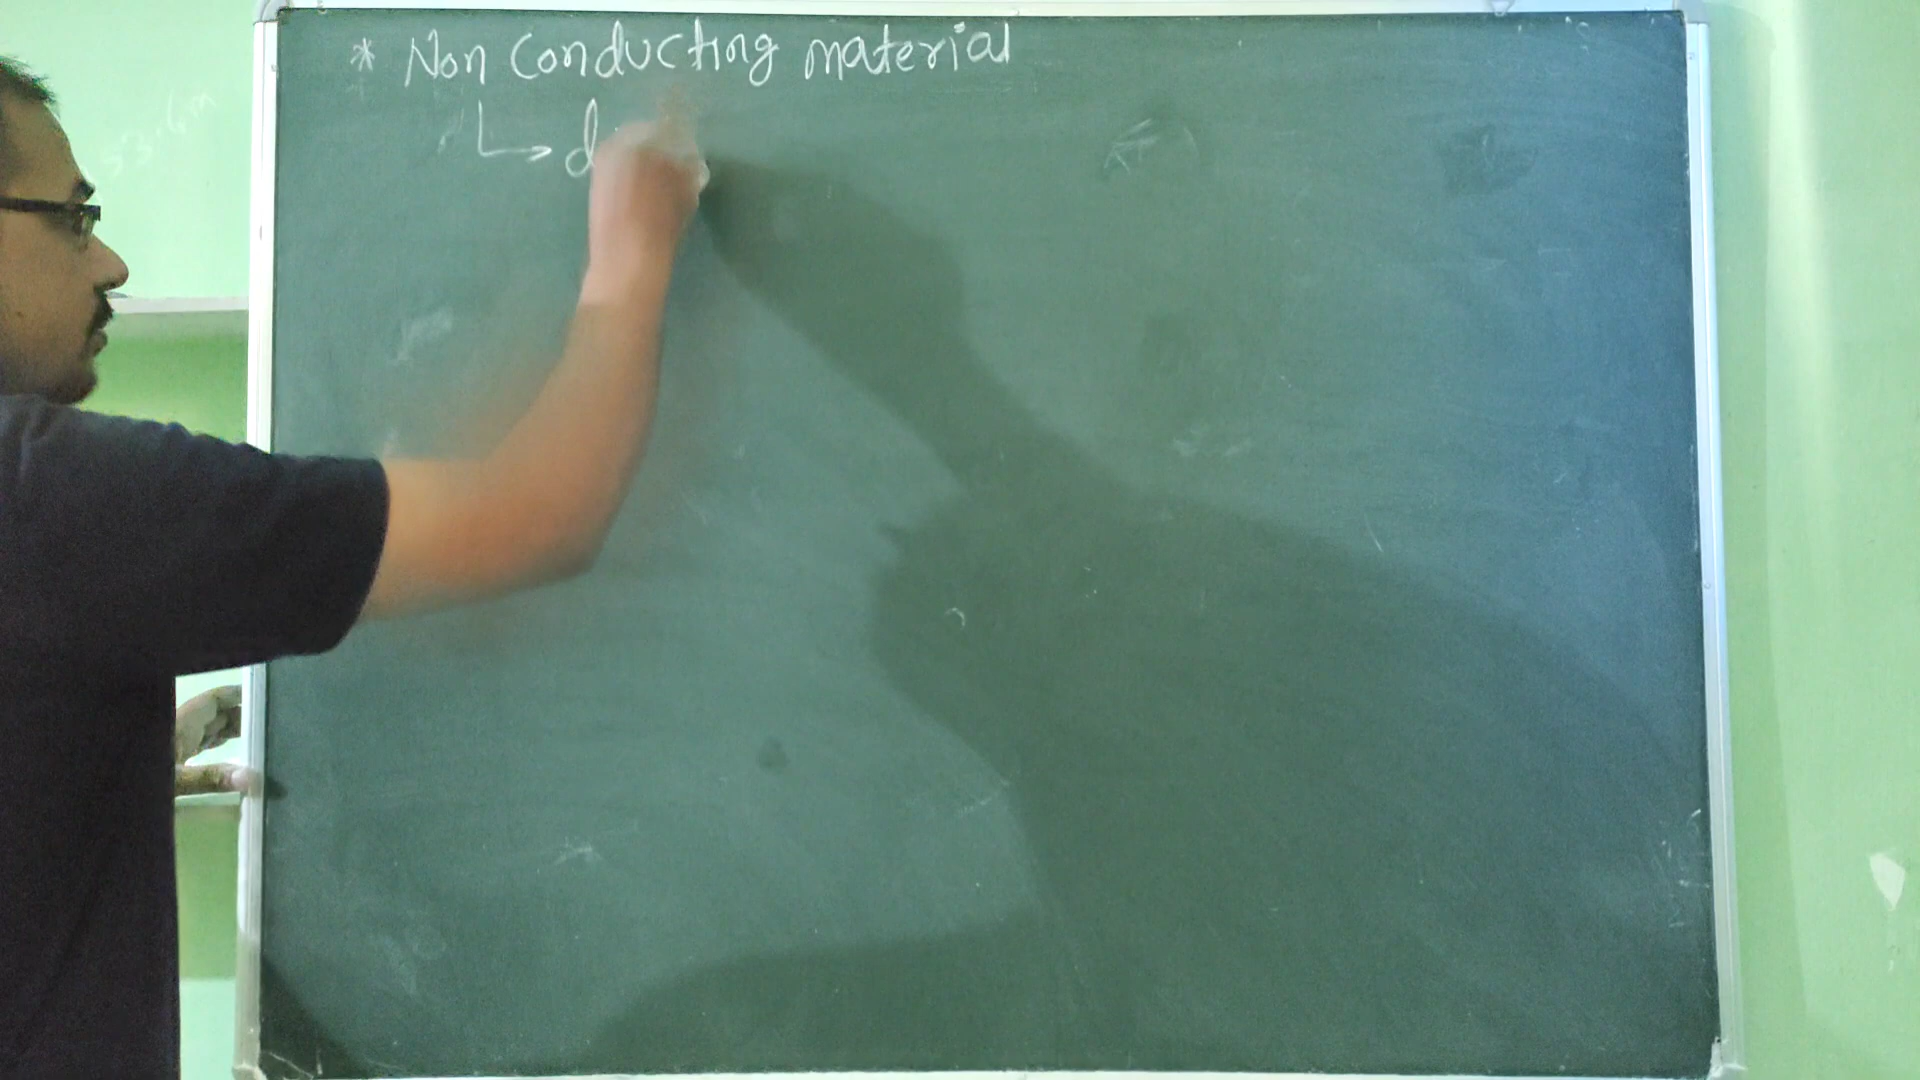 * Non Conducting material
↳ d